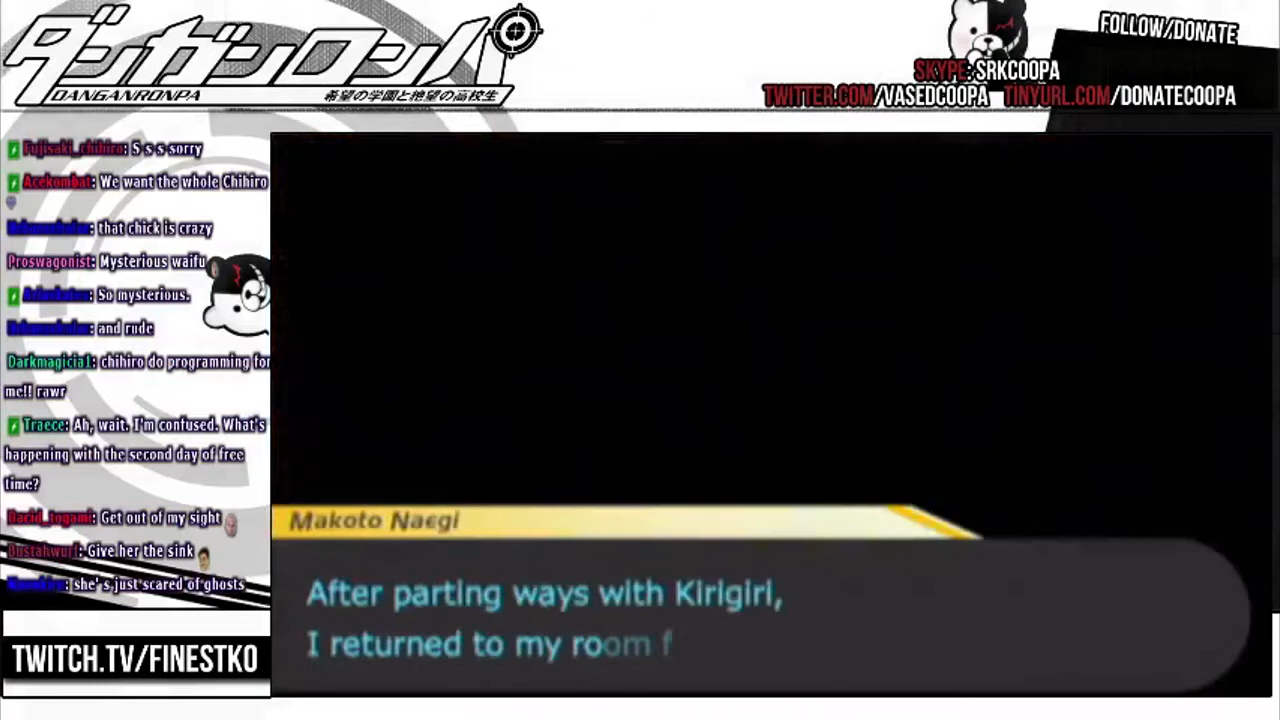 ダンガンロンパ
DANGANRONPA
希望の学園と絶望の高校生
FOLLOW/DONATE
SKYPE: SRKCOOPA
TWITTER.COM/VASEDCOOPA TINYURL.COM/DONATECOOPA
Fujisaki_chihiro: S s s sorry
Acekombat: We want the whole Chihiro
that chick is crazy
Proswagonist: Mysterious waifu
So mysterious.
and rude
Darkmagicia1: chihiro do programming for
me!! rawr
Traece: Ah, wait. I'm confused. What's
happening with the second day of free
time?
Get out of my sight
Give her the sink
she's just scared of ghosts
TWITCH.TV/FINESTKO
Makoto Naegi
After parting ways with Kirigiri,
I returned to my room f